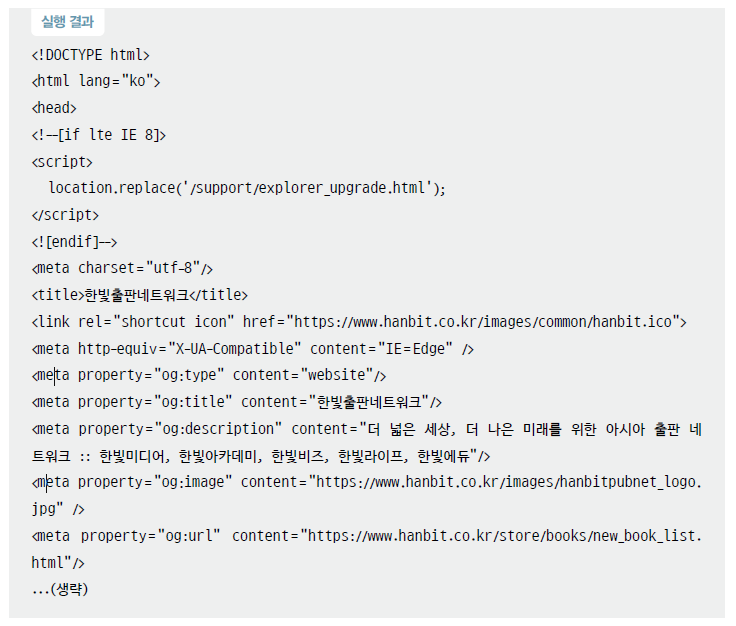 실행 결과
<!DOCTYPE html>
<html lang="ko">
<head>
<!--[if lte IE 8]>
<script>
  location.replace('/support/explorer_upgrade.html');
</script>
<![endif]-->
<meta charset="utf-8"/>
<title>한빛출판네트워크</title>
<link rel="shortcut icon" href="https://www.hanbit.co.kr/images/common/hanbit.ico">
<meta http-equiv="X-UA-Compatible" content="IE=Edge" />
<meta property="og:type" content="website"/>
<meta property="og:title" content="한빛출판네트워크"/>
<meta property="og:description" content="더 넓은 세상, 더 나은 미래를 위한 아시아 출판 네
트워크 :: 한빛미디어, 한빛아카데미, 한빛비즈, 한빛라이프, 한빛에듀"/>
<meta property="og:image" content="https://www.hanbit.co.kr/images/hanbitpubnet_logo.
jpg" />
<meta property="og:url" content="https://www.hanbit.co.kr/store/books/new_book_list.
html"/>
...(생략)